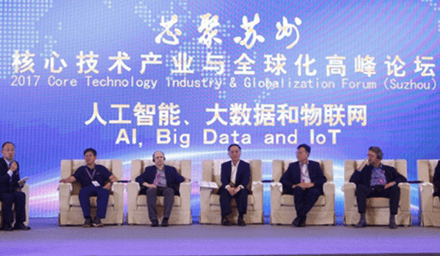 芯聚苏州
核心技术产业与全球化高峰论坛
2017 Core Technology Industry & Globalization Forum (Suzhou)
人工智能、大数据和物联网
AI, Big Data and IoT